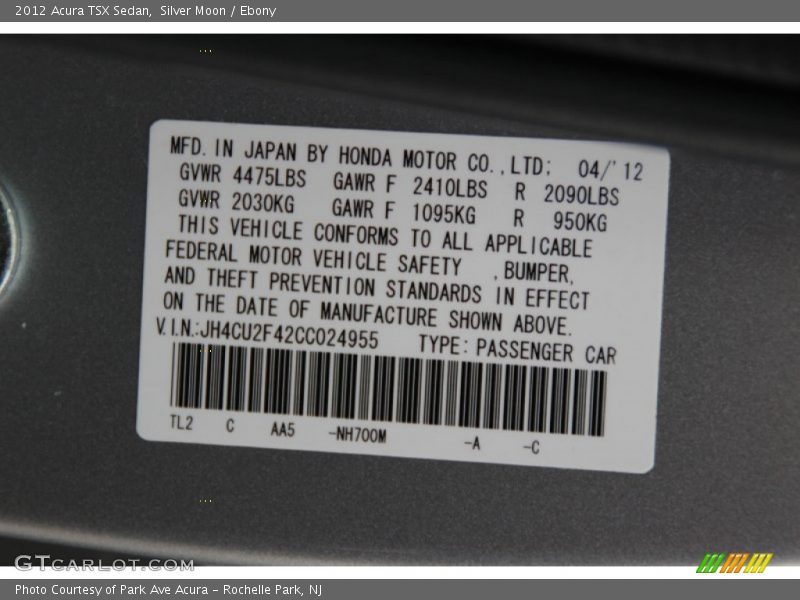 2012 Acura TSX Sedan,  Silver Moon / Ebony
MFD. IN JAPAN BY HONDA MOTOR CO.,LTD; 04/'12
GVWR 4475LBS GAWR F 2410LBS R 2090LBS
GVWR 2030KG GAWR F 1095KG R 950KG
THIS VEHICLE CONFORMS TO ALL APPLICABLE
FEDERAL MOTOR VEHICLE SAFETY ,BUMPER,
AND THEFT PREVENTION STANDARDS IN EFFECT
ON THE DATE OF MANUFACTURE SHOWN ABOVE.
V.I.N.:JH4CU2F42CC024955 TYPE: PASSENGER CAR
TL2 C AA5 -NH700M -A -C
GTCARLOT.COM
Photo Courtesy of Park Ave Acura - Rochelle Park, NJ